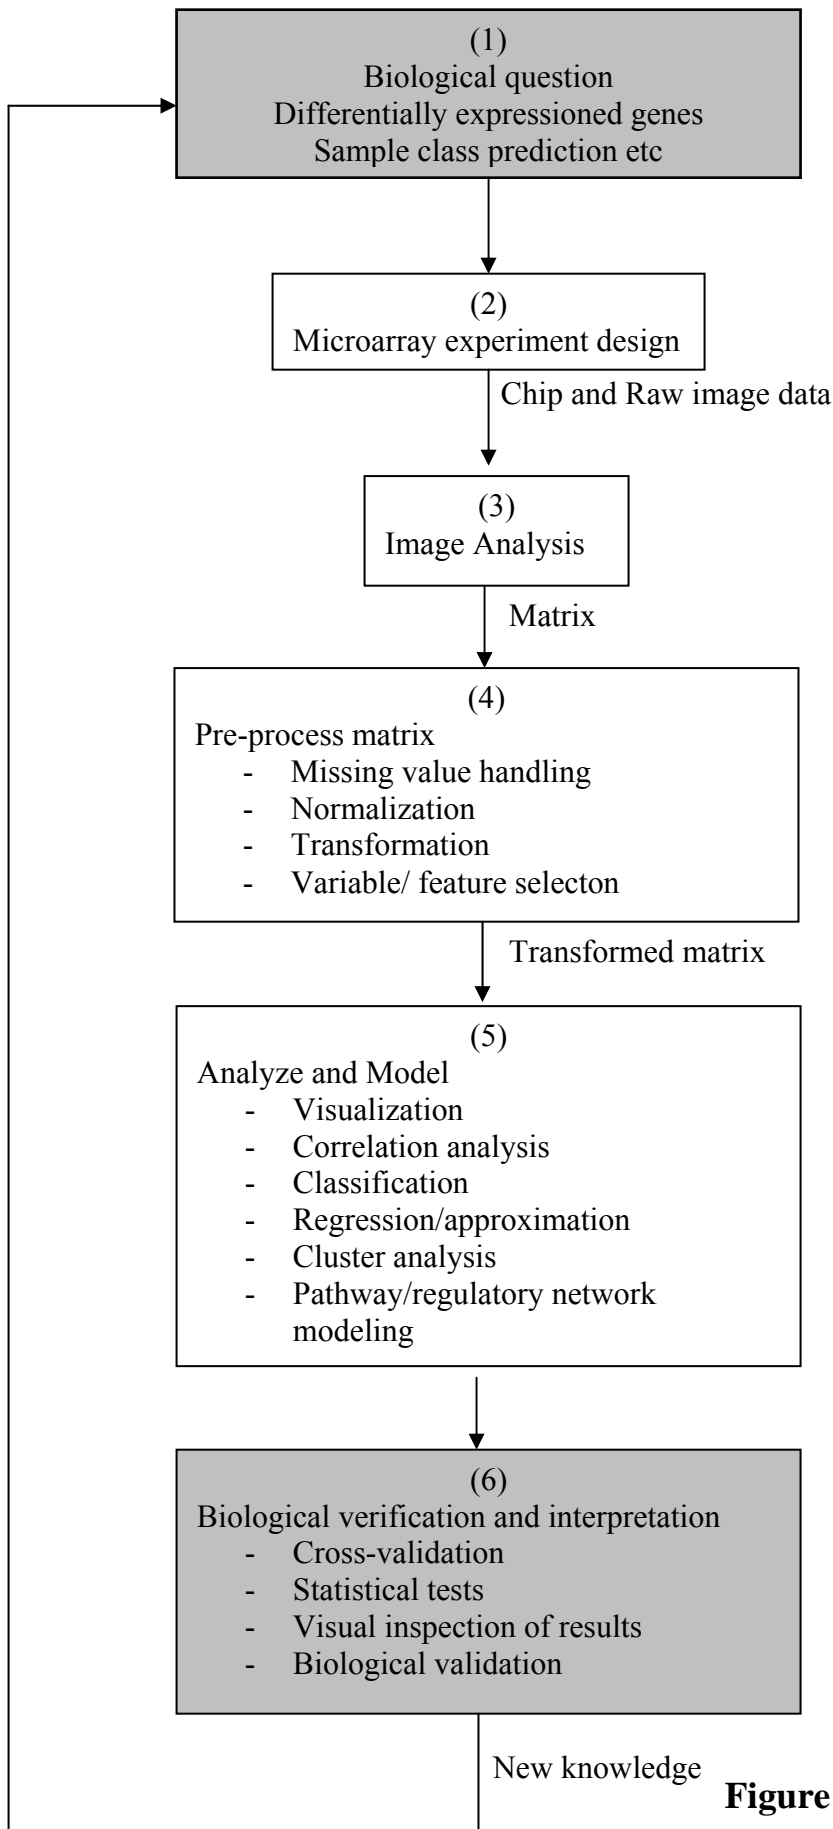 (1)
Biological question
Differentially expressioned genes
Sample class prediction etc
(2)
Microarray experiment design
Chip and Raw image data
(3)
Image Analysis
Matrix
(4)
Pre-process matrix
- Missing value handling
- Normalization
- Transformation
- Variable/ feature selecton
Transformed matrix
(5)
Analyze and Model
- Visualization
- Correlation analysis
- Classification
- Regression/approximation
- Cluster analysis
- Pathway/regulatory network
modeling
(6)
Biological verification and interpretation
- Cross-validation
- Statistical tests
- Visual inspection of results
- Biological validation
New knowledge
Figure